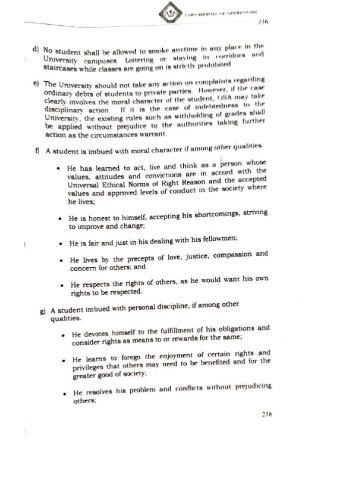 216
d) No student shall be allowed to smoke anytime in any place in the
University campuses. Loitering or staying in corridors and
staircases while classes are going on is strictly prohibited
e) The University should not take any action on complaints regarding
ordinary debts of students to private parties. However, if the case
clearly involves the moral character of the student, OSA may take
disciplinary action. If it is the case of indebtedness to the
University, the existing rules such as withholding of grades shall
be applied without prejudice to the authorities taking further
action as the circumstances warrant.
f) A student is imbued with moral character if among other qualities
• He has learned to act, live and think as a person whose
values, attitudes and convictions are in accord with the
Universal Ethical Norms of Right Reason and the accepted
values and approved levels of conduct in the society where
he lives;
• He is honest to himself, accepting his shortcomings, striving
to improve and change;
• He is fair and just in his dealing with his fellowmen;
• He lives by the precepts of love, justice, compassion and
concern for others; and
• He respects the rights of others, as he would want his own
rights to be respected.
g) A student imbued with personal discipline, if among other
qualities.
• He devotes himself to the fulfillment of his obligations and
consider rights as means to or rewards for the same;
• He learns to forego the enjoyment of certain rights and
privileges that others may need to be benefited and for the
greater good of society;
• He resolves his problem and conflicts without prejudicing
others;
216